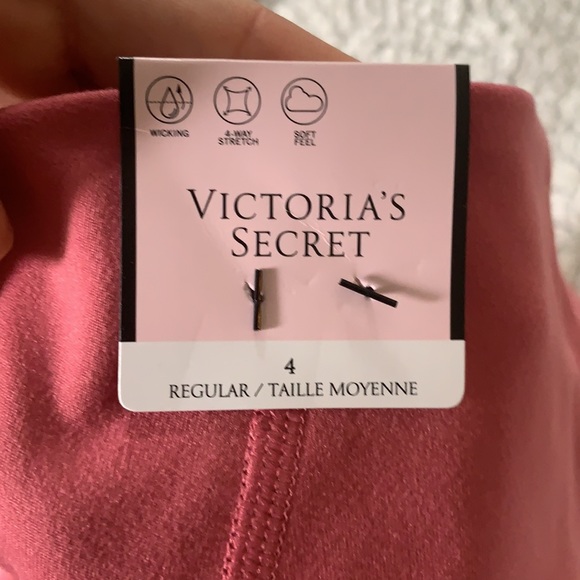 WICKING
4-WAY
STRETCH
SOFT
FEEL
VICTORIA'S
SECRET
4
REGULAR / TAILLE MOYENNE